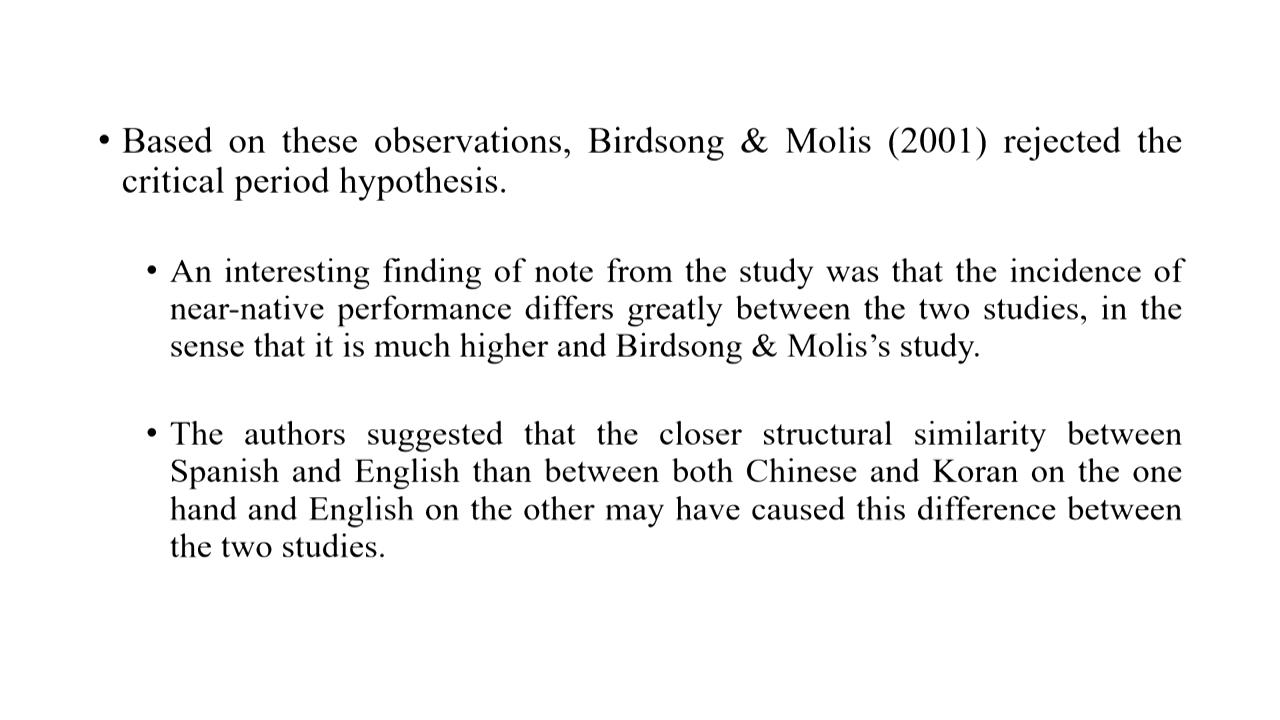 • Based on these observations, Birdsong & Molis (2001) rejected the
critical period hypothesis.
• An interesting finding of note from the study was that the incidence of
near-native performance differs greatly between the two studies, in the
sense that it is much higher and Birdsong & Molis’s study.
• The authors suggested that the closer structural similarity between
Spanish and English than between both Chinese and Koran on the one
hand and English on the other may have caused this difference between
the two studies.